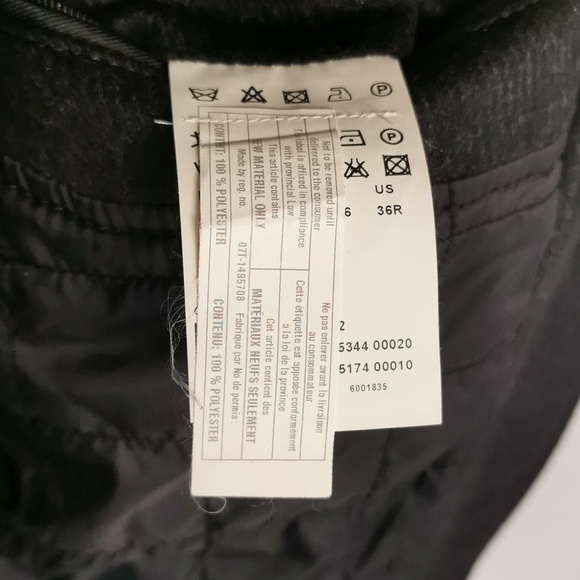 Not to be removed until
delivered to the consumer
This label is affixed in compliance
with provincial Law
This article contains
NEW MATERIAL ONLY
Made by reg. no.
CONTENT: 100 % POLYESTER
07T-1495708
Ne pas enlever avant la livraison
au consommateur
Cette étiquette est apposée conformément
à la loi de la province
Cet article contient des
MATÉRIAUX NEUFS SEULEMENT
Fabriqué par No de permis:
CONTENU: 100 % POLYESTER
P
P
US
6 36R
2
5344 00020
5174 00010
6001835